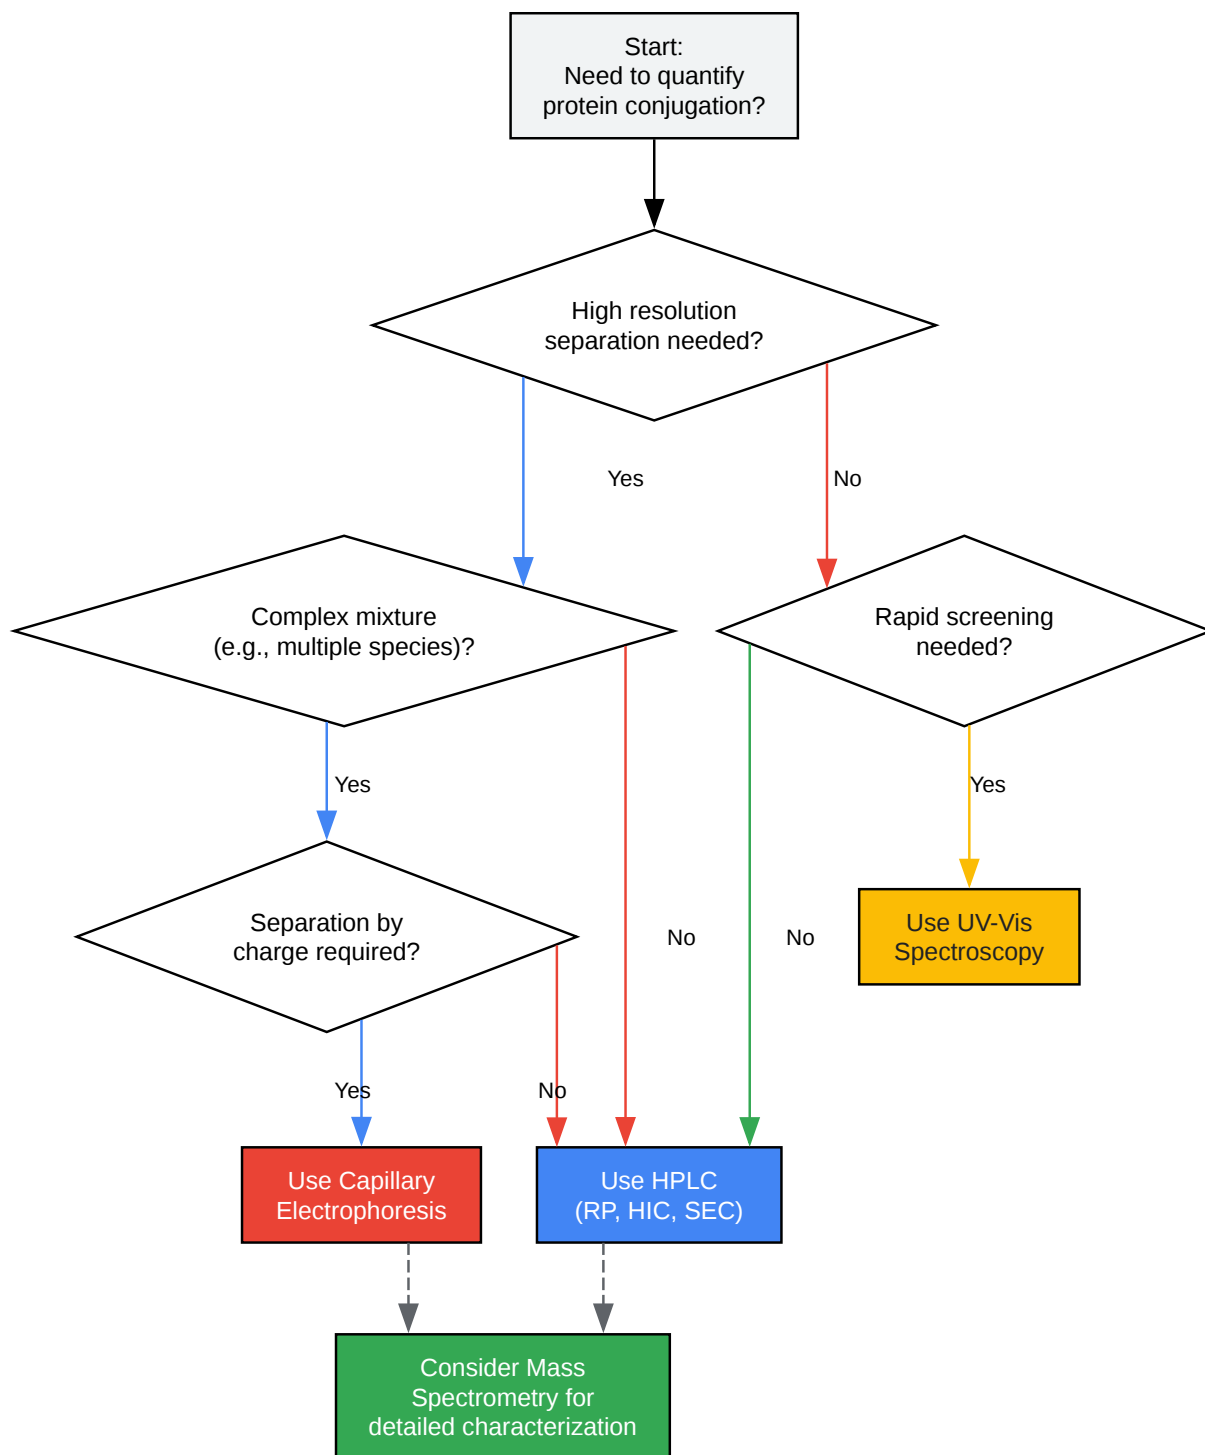 Start:
Need to quantify
protein conjugation?
High resolution
separation needed?
Yes
No
Complex mixture
(e.g., multiple species)?
Rapid screening
needed?
Yes
Yes
Separation by
charge required?
No
No
Use UV-Vis
Spectroscopy
Yes
No
Use Capillary
Electrophoresis
Use HPLC
(RP, HIC, SEC)
Consider Mass
Spectrometry for
detailed characterization